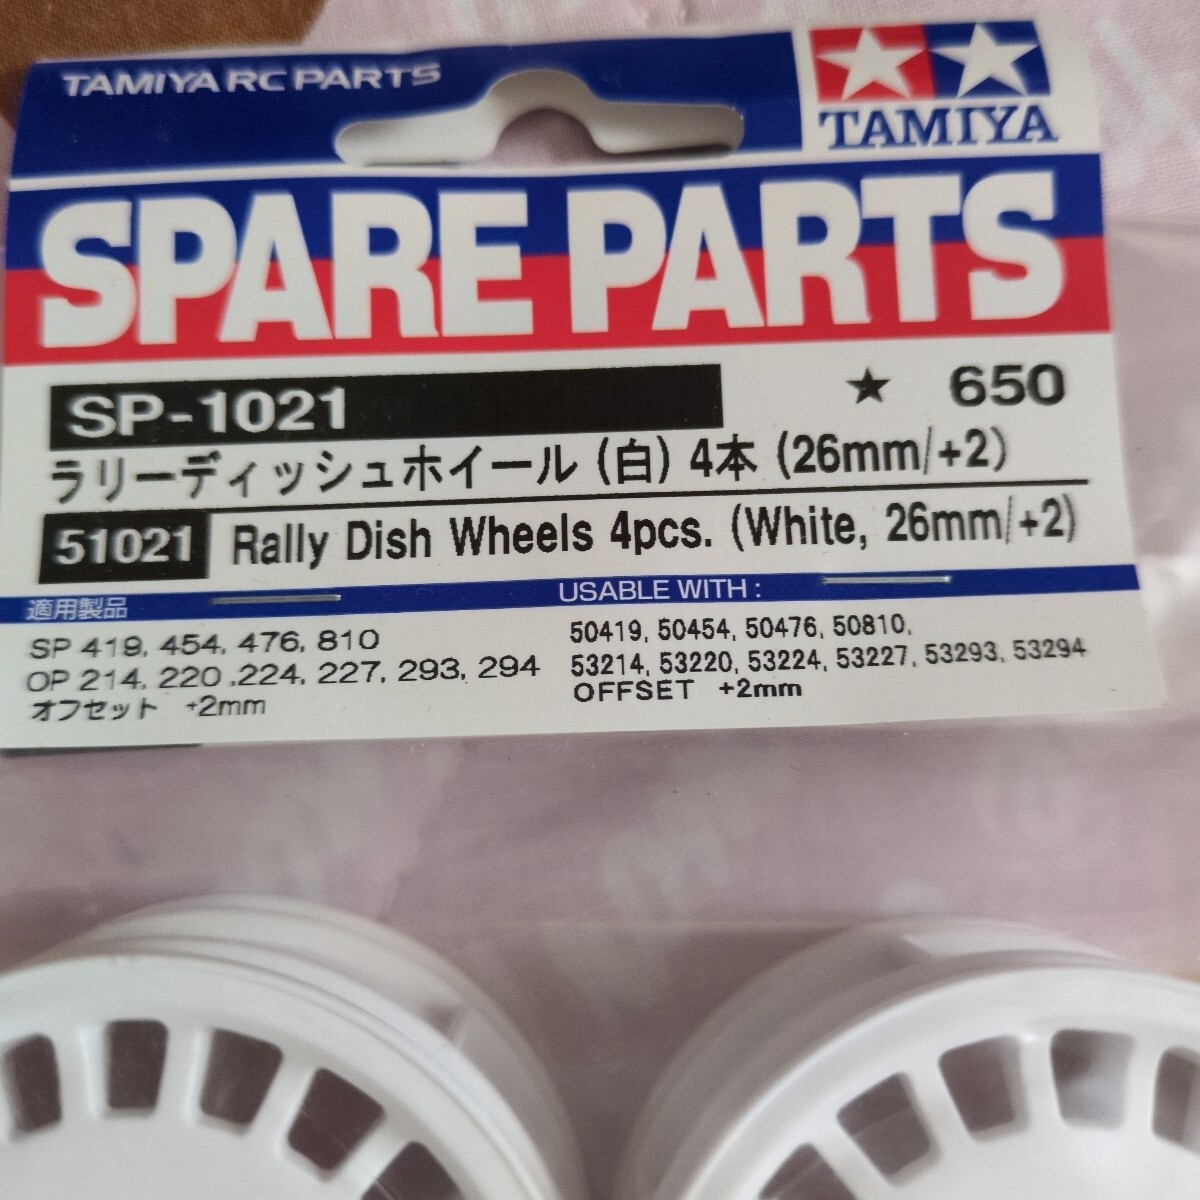 TAMIYA RC PARTS
TAMIYA
SPARE PARTS
SP-1021
★ 650
ラリーディッシュホイール (白) 4本 (26mm/+2)
51021 Rally Dish Wheels 4pcs. (White, 26mm/+2)
適用製品
SP 419, 454, 476, 810
OP 214, 220 ,224, 227, 293, 294
オフセット +2mm
USABLE WITH :
50419, 50454, 50476, 50810,
53214, 53220, 53224, 53227, 53293, 53294
OFFSET +2mm